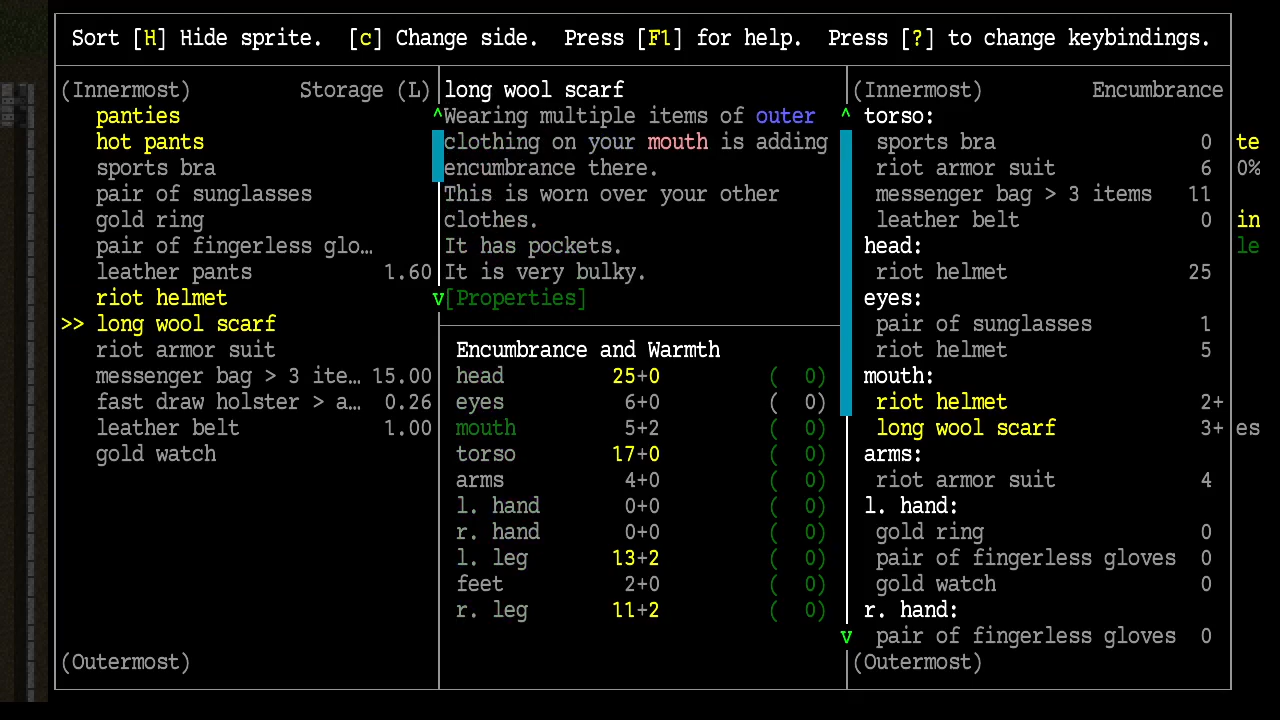 Sort [H] Hide sprite.  [c] Change side.  Press [F1] for help.  Press [?] to change keybindings.
(Innermost) Storage (L)
panties
hot pants
sports bra
pair of sunglasses
gold ring
pair of fingerless glo…
leather pants 1.60
riot helmet
>> long wool scarf
riot armor suit
messenger bag > 3 ite… 15.00
fast draw holster > a… 0.26
leather belt 1.00
gold watch
(Outermost)
long wool scarf
^Wearing multiple items of outer
clothing on your mouth is adding
encumbrance there.
This is worn over your other
clothes.
It has pockets.
It is very bulky.
v[Properties]
Encumbrance and Warmth
head 25+0 ( 0)
eyes 6+0 ( 0)
mouth 5+2 ( 0)
torso 17+0 ( 0)
arms 4+0 ( 0)
l. hand 0+0 ( 0)
r. hand 0+0 ( 0)
l. leg 13+2 ( 0)
feet 2+0 ( 0)
r. leg 11+2 ( 0)
(Innermost) Encumbrance
^ torso:
sports bra 0
riot armor suit 6
messenger bag > 3 items 11
leather belt 0
head:
riot helmet 25
eyes:
pair of sunglasses 1
riot helmet 5
mouth:
riot helmet 2+
long wool scarf 3+
arms:
riot armor suit 4
l. hand:
gold ring 0
pair of fingerless gloves 0
gold watch 0
r. hand:
v pair of fingerless gloves 0
(Outermost)
te
0%
in
le
es